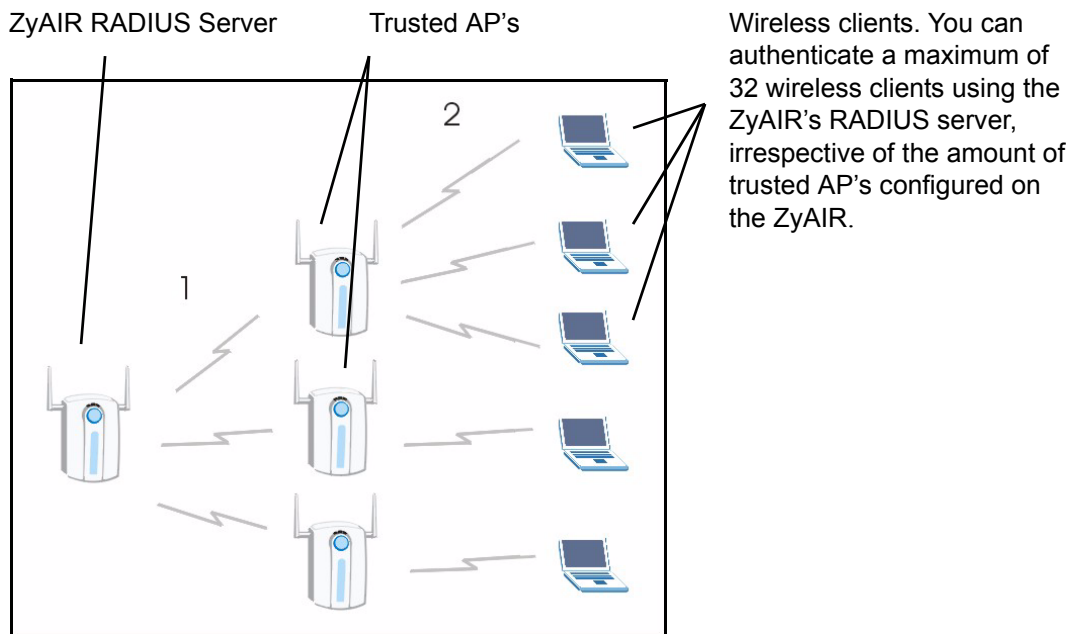 ZyAIR RADIUS Server
Trusted AP's
Wireless clients. You can
authenticate a maximum of
32 wireless clients using the
ZyAIR's RADIUS server,
irrespective of the amount of
trusted AP's configured on
the ZyAIR.
2
1